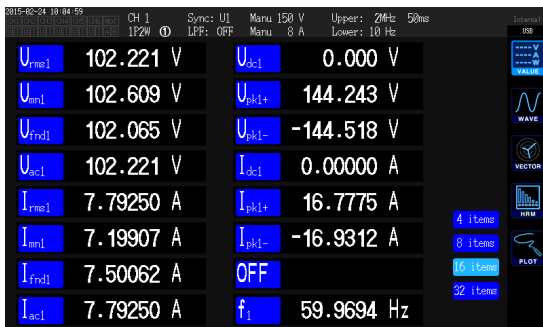 2015-02-24 10:04:59
CH 1 Sync: U1 Manu 150 V Upper: 2MHz 50ms Internal
1P2W ① LPF: OFF Manu 8 A Lower: 10 Hz USB
Urms1 102.221 V Udc1 0.000 V
VALUE
Umn1 102.609 V Upk1+ 144.243 V
WAVE
Ufnd1 102.065 V Upk1- -144.518 V
Uac1 102.221 V Idc1 0.00000 A
VECTOR
Irms1 7.79250 A Ipk1+ 16.7775 A
HRM
4 items
Imn1 7.19907 A Ipk1- -16.9312 A
8 items
PLOT
Ifnd1 7.50062 A OFF
16 items
32 items
Iac1 7.79250 A f1 59.9694 Hz